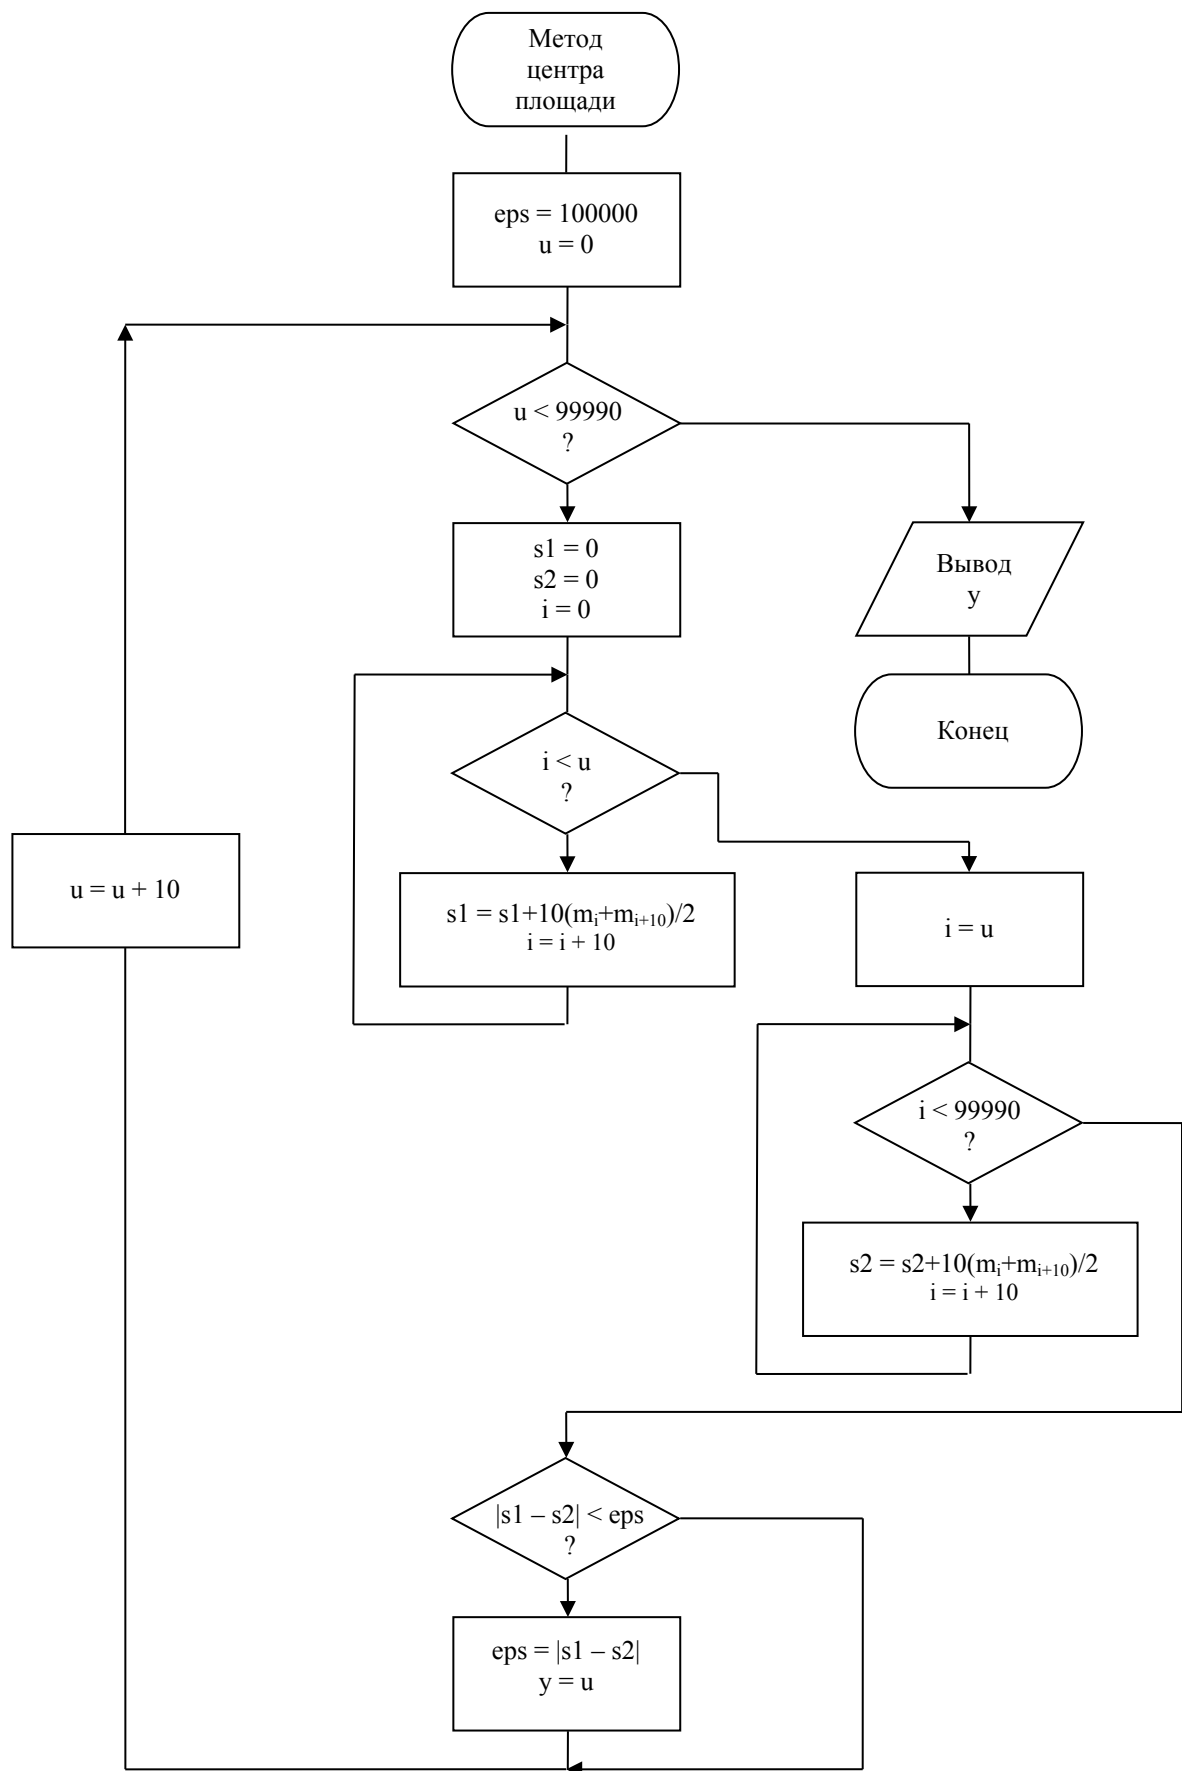 Метод
центра
площади
eps = 100000
u = 0
u < 99990
?
s1 = 0
s2 = 0
i = 0
Вывод
y
Конец
i < u
?
u = u + 10
s1 = s1+10(mᵢ+mᵢ₊₁₀)/2
i = i + 10
i = u
i < 99990
?
s2 = s2+10(mᵢ+mᵢ₊₁₀)/2
i = i + 10
|s1 – s2| < eps
?
eps = |s1 – s2|
y = u